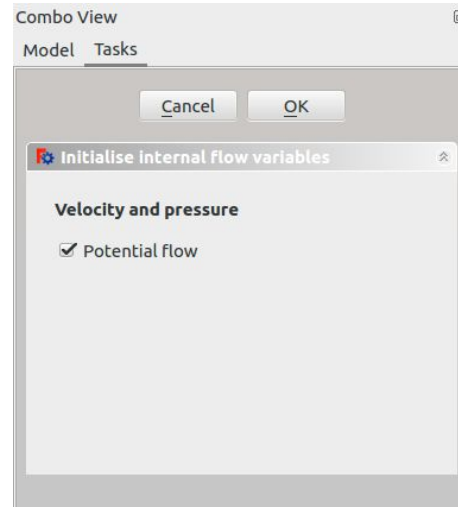 Combo View
Model Tasks
Cancel OK
Initialise internal flow variables
Velocity and pressure
Potential flow